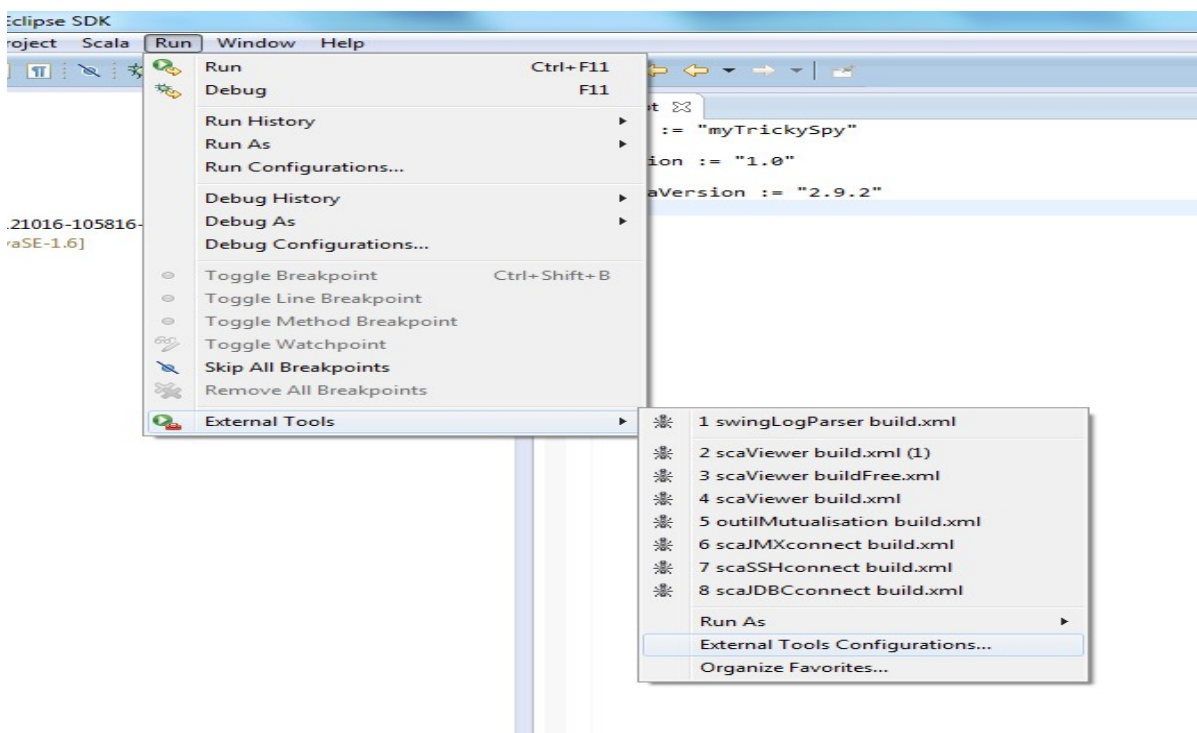 Eclipse SDK
roject Scala Run Window Help
Run Ctrl+F11
Debug F11
Run History
Run As
Run Configurations...
Debug History
Debug As
Debug Configurations...
Toggle Breakpoint Ctrl+Shift+B
Toggle Line Breakpoint
Toggle Method Breakpoint
Toggle Watchpoint
Skip All Breakpoints
Remove All Breakpoints
External Tools
t
:= "myTrickySpy"
ion := "1.0"
aVersion := "2.9.2"
.21016-105816-
vaSE-1.6]
1 swingLogParser build.xml
2 scaViewer build.xml (1)
3 scaViewer buildFree.xml
4 scaViewer build.xml
5 outilMutualisation build.xml
6 scaJMXconnect build.xml
7 scaSSHconnect build.xml
8 scaJDBCconnect build.xml
Run As
External Tools Configurations...
Organize Favorites...